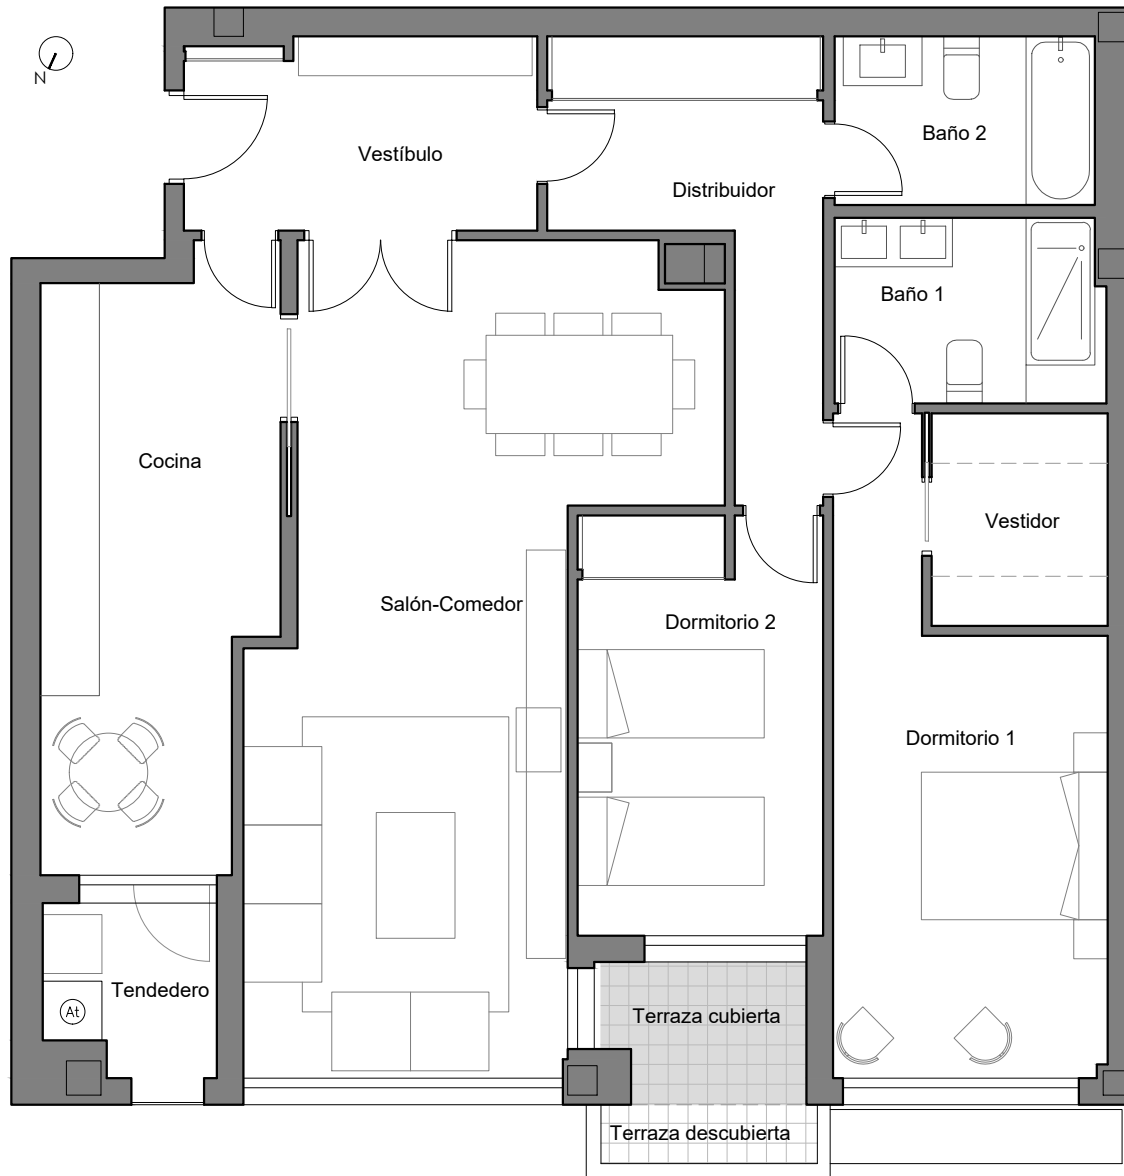 N
Baño 2
Vestíbulo
Distribuidor
Baño 1
Cocina
Vestidor
Salón-Comedor
Dormitorio 2
Dormitorio 1
Tendedero
At
Terraza cubierta
Terraza descubierta